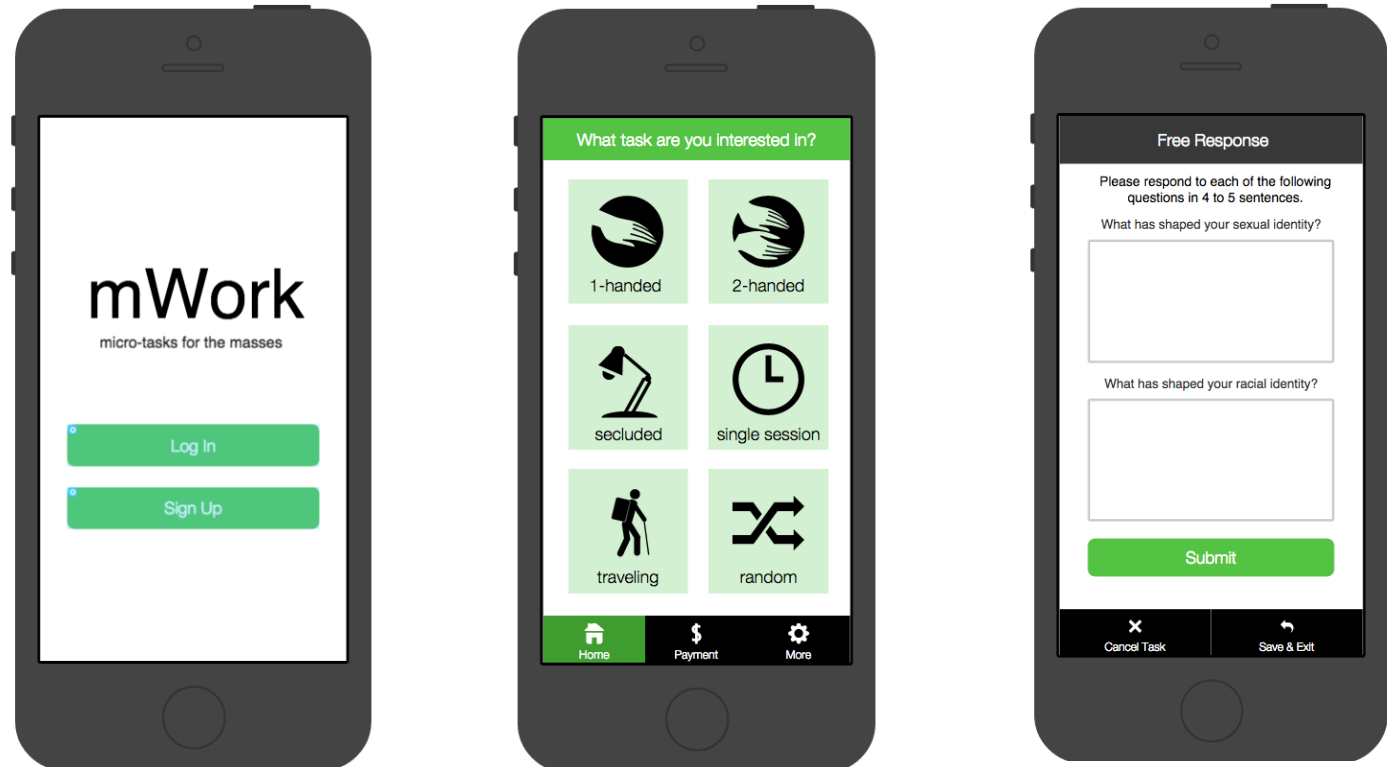 mWork
micro-tasks for the masses
Log In
Sign Up
What task are you interested in?
1-handed
2-handed
secluded
single session
traveling
random
Home
Payment
More
Free Response
Please respond to each of the following
questions in 4 to 5 sentences.
What has shaped your sexual identity?
What has shaped your racial identity?
Submit
Cancel Task
Save & Exit